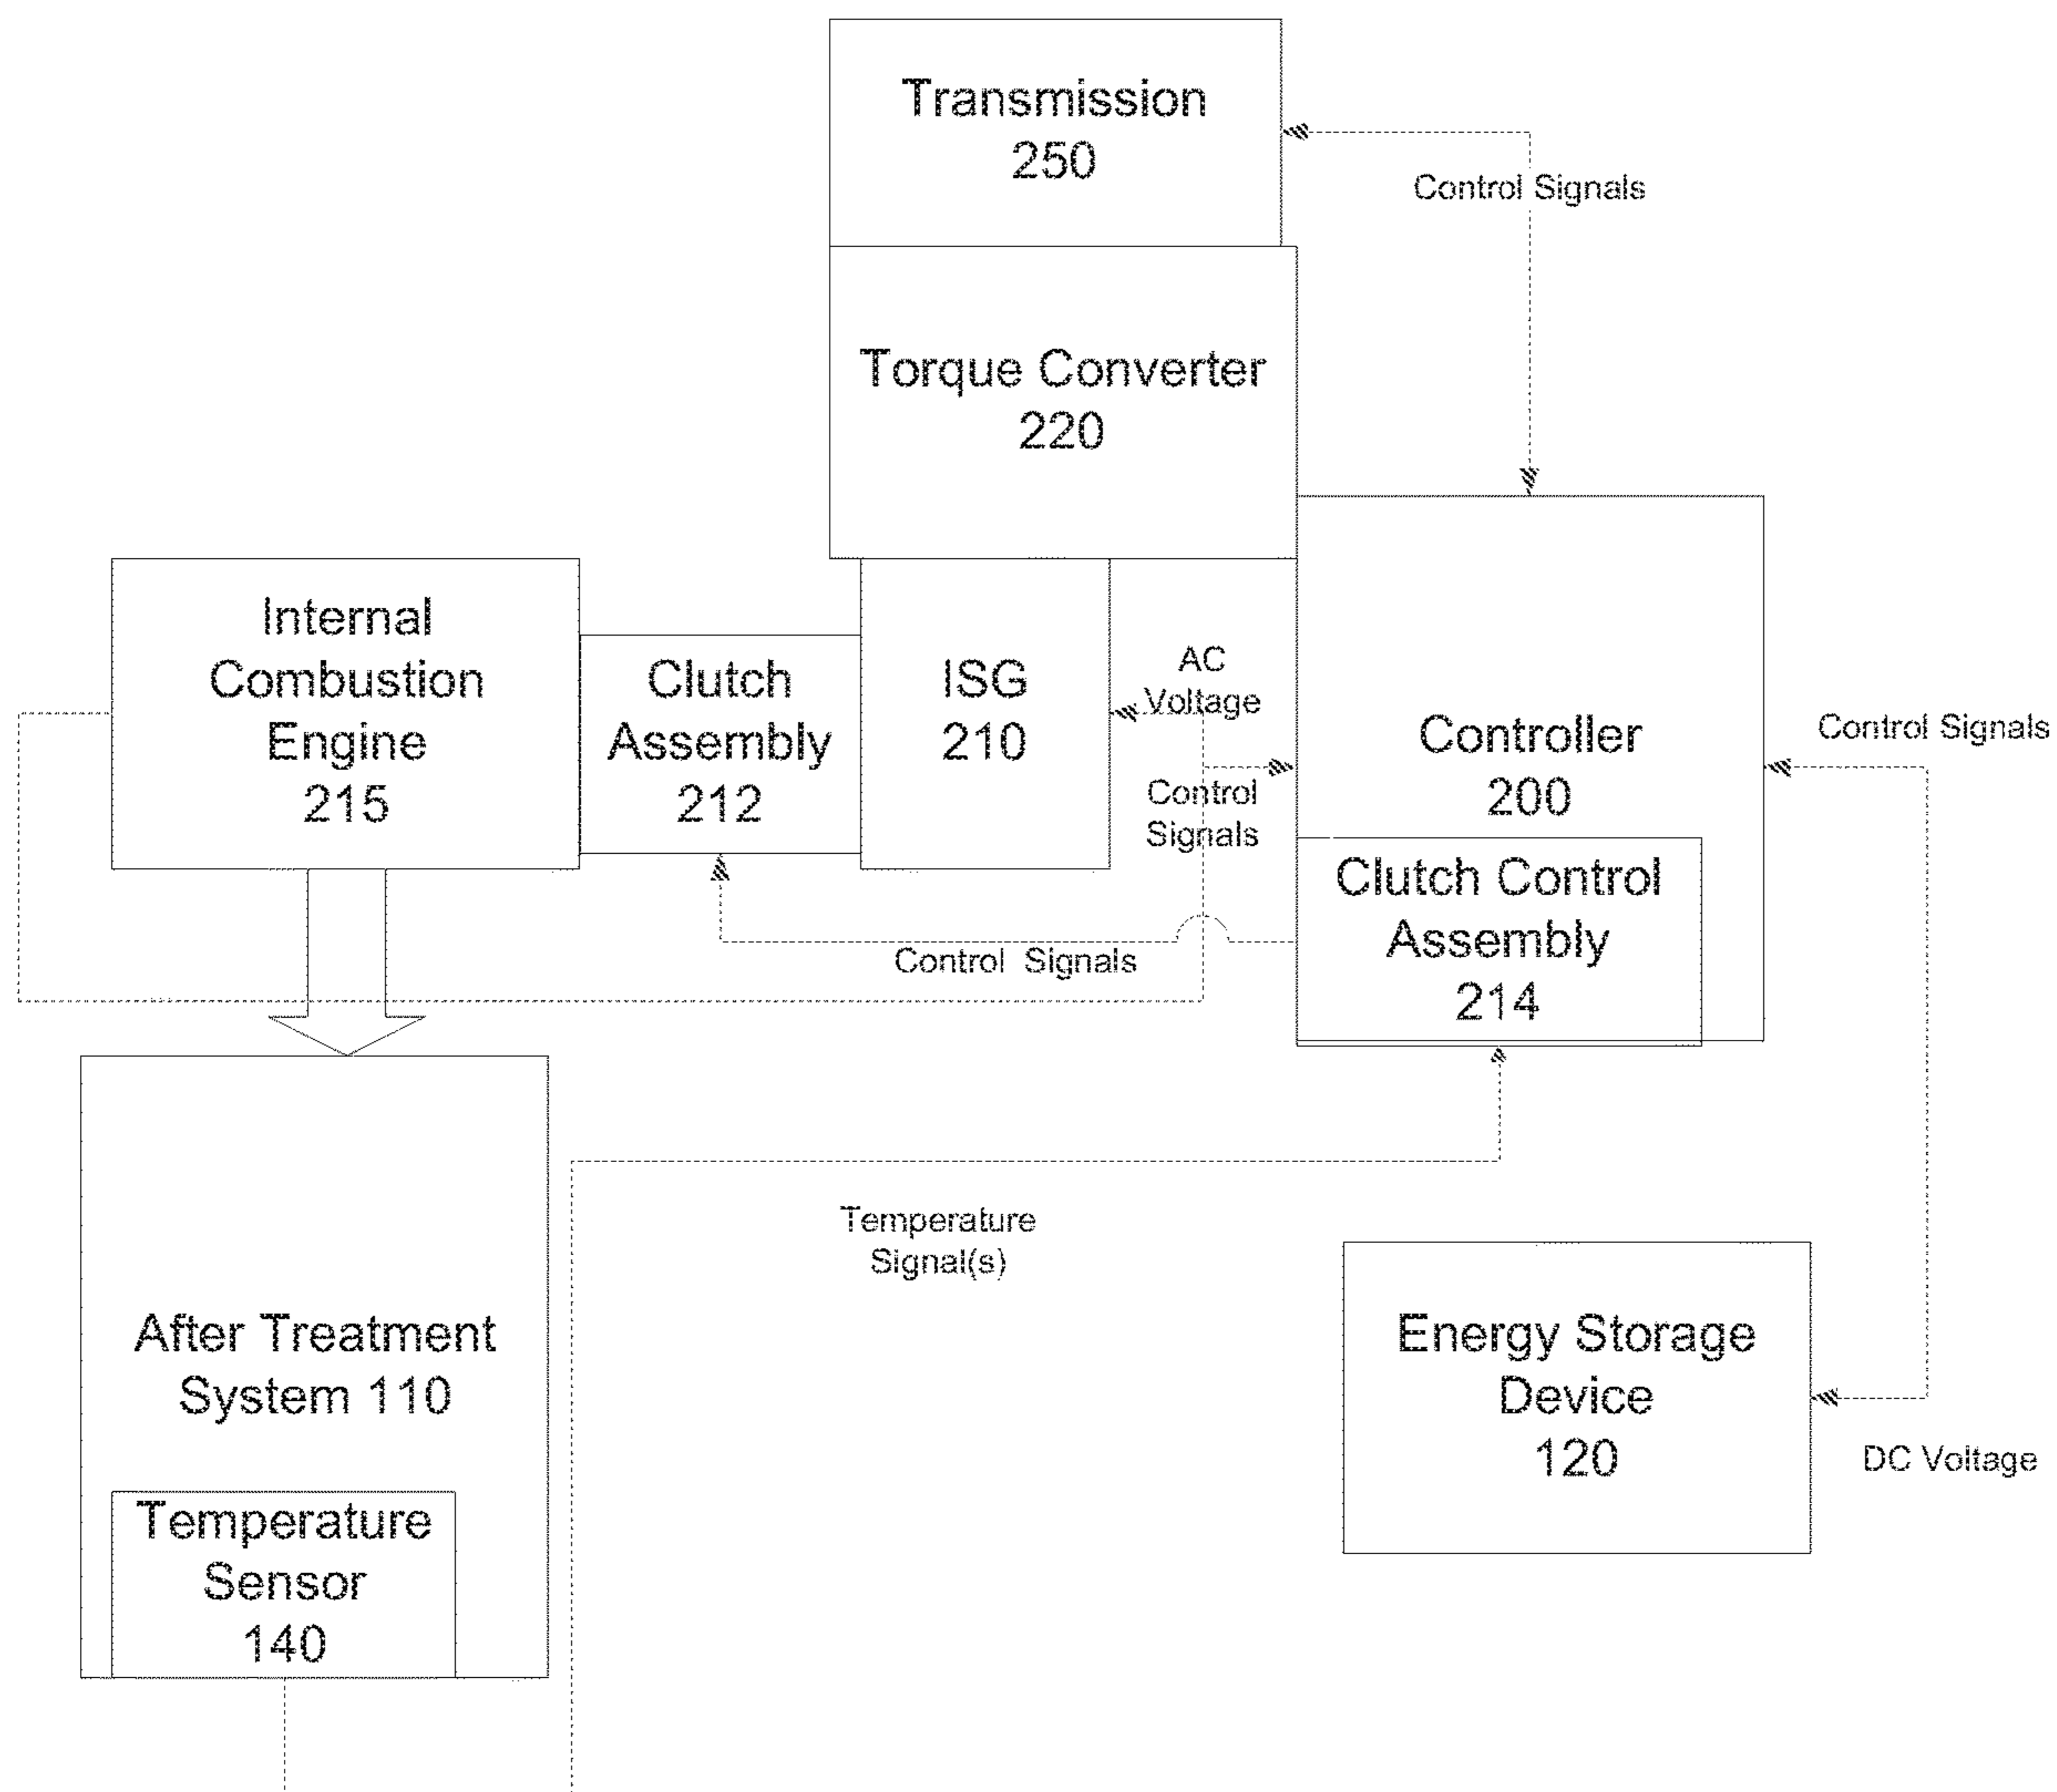 Transmission
250
Control Signals
Torque Converter
220
Internal
Combustion
Engine
215
Clutch
Assembly
212
ISG
210
AC
Voltage
Control
Signals
Controller
200
Control Signals
Clutch Control
Assembly
214
Control Signals
After Treatment
System 110
Temperature
Sensor
140
Temperature
Signal(s)
Energy Storage
Device
120
DC Voltage